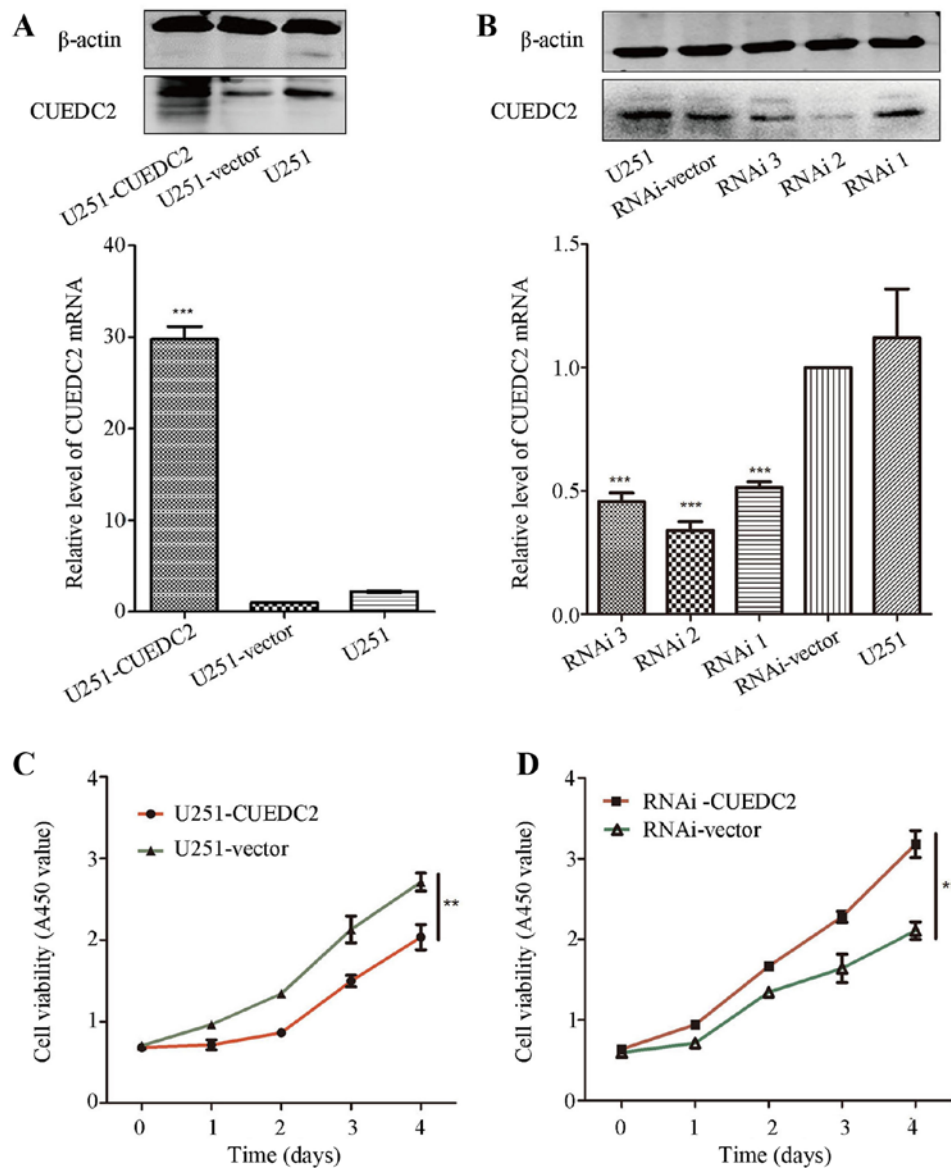 A
β-actin
CUEDC2
U251-CUEDC2
U251-vector
U251
Relative level of CUEDC2 mRNA
40
30
20
10
0
***
U251-CUEDC2
U251-vector
U251
B
β-actin
CUEDC2
U251
RNAi-vector
RNAi 3
RNAi 2
RNAi 1
Relative level of CUEDC2 mRNA
1.5
1.0
0.5
0.0
***
***
***
RNAi 3
RNAi 2
RNAi 1
RNAi-vector
U251
C
Cell viability (A450 value)
4
3
2
1
0
U251-CUEDC2
U251-vector
**
0 1 2 3 4
Time (days)
D
Cell viability (A450 value)
4
3
2
1
0
RNAi -CUEDC2
RNAi-vector
*
0 1 2 3 4
Time (days)